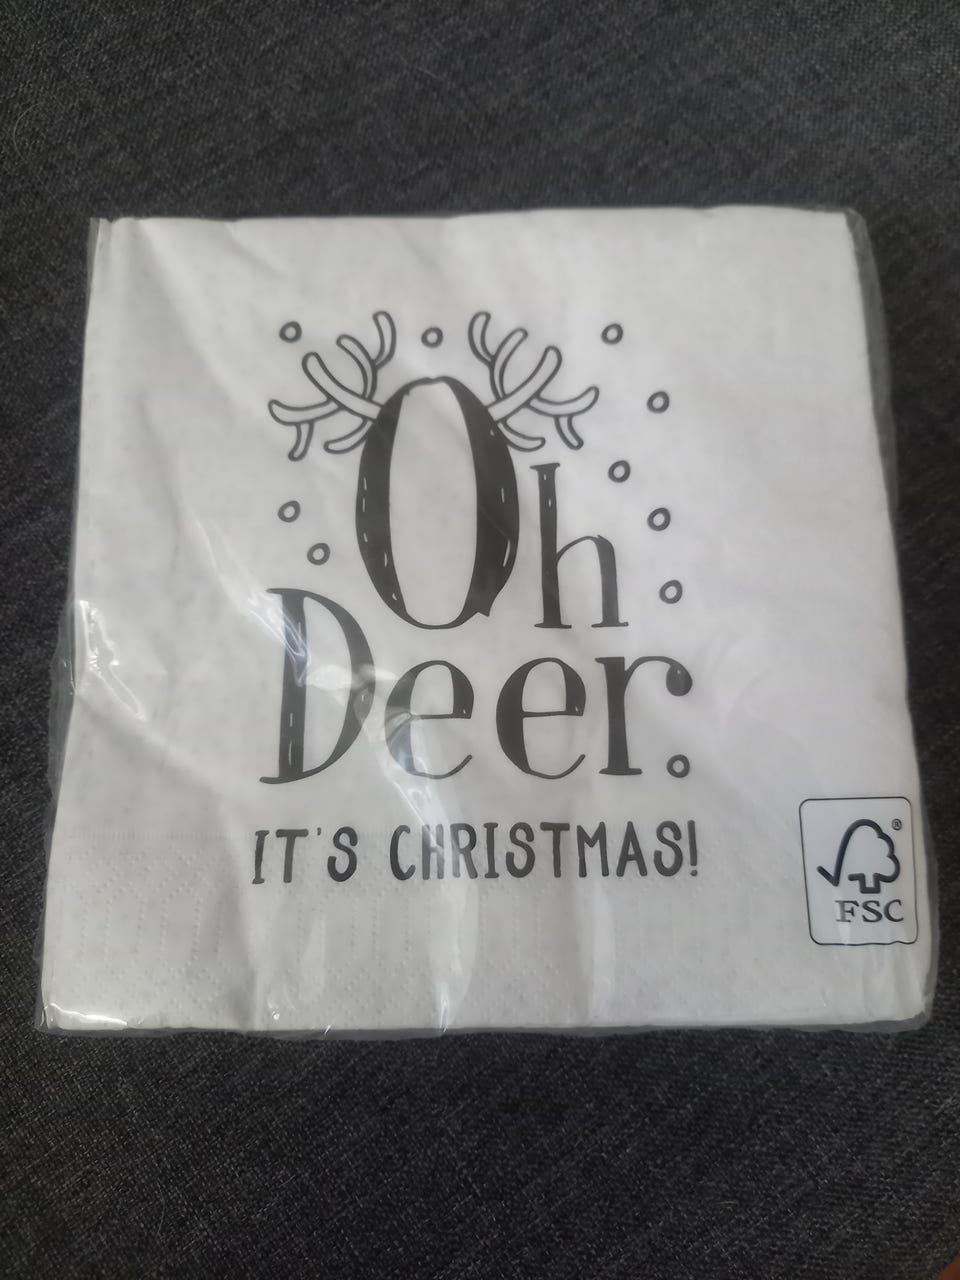 Oh
Deer.
IT'S CHRISTMAS!
®
FSC